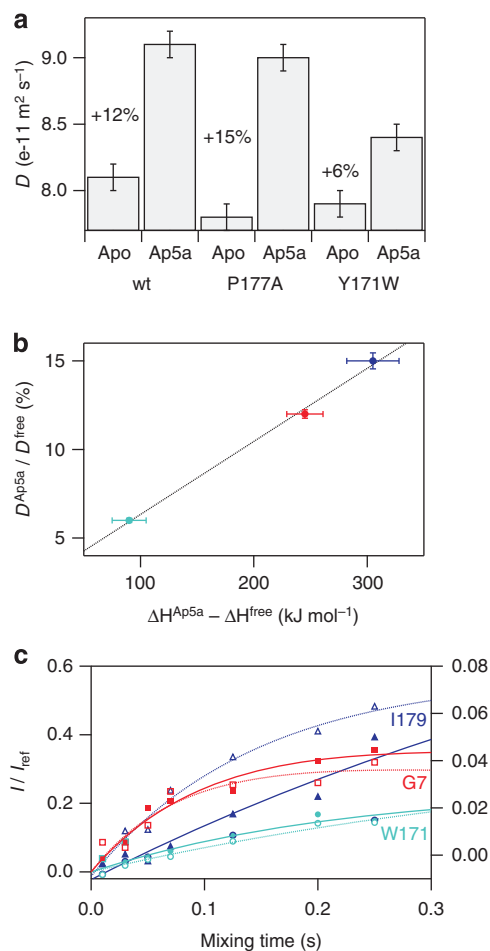 a
D (e-11 m² s⁻¹)
9.0
8.5
8.0
+12%
+15%
+6%
Apo Ap5a Apo Ap5a Apo Ap5a
wt P177A Y171W
b
D^Ap5a / D^free (%)
15
10
5
100 200 300
ΔH^Ap5a – ΔH^free (kJ mol⁻¹)
c
I / I_ref
0.6
0.4
0.2
0.0
0.08
0.06
0.04
0.02
0.00
I179
G7
W171
0.0 0.1 0.2 0.3
Mixing time (s)